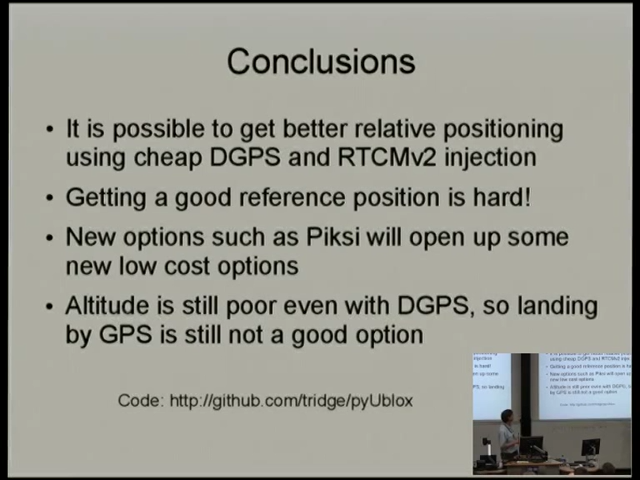 Conclusions
• It is possible to get better relative positioning
using cheap DGPS and RTCMv2 injection
• Getting a good reference position is hard!
• New options such as Piksi will open up some
new low cost options
• Altitude is still poor even with DGPS, so landing
by GPS is still not a good option
Code: http://github.com/tridge/pyUblox